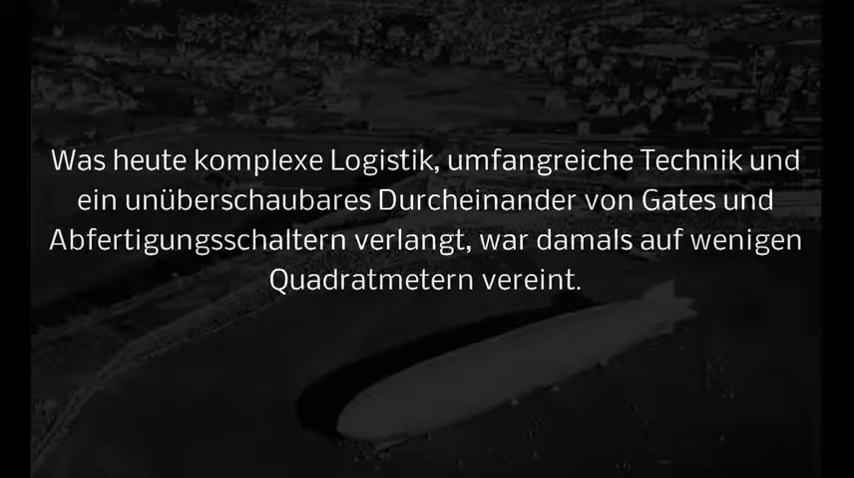 Was heute komplexe Logistik, umfangreiche Technik und
ein unüberschaubares Durcheinander von Gates und
Abfertigungsschaltern verlangt, war damals auf wenigen
Quadratmetern vereint.